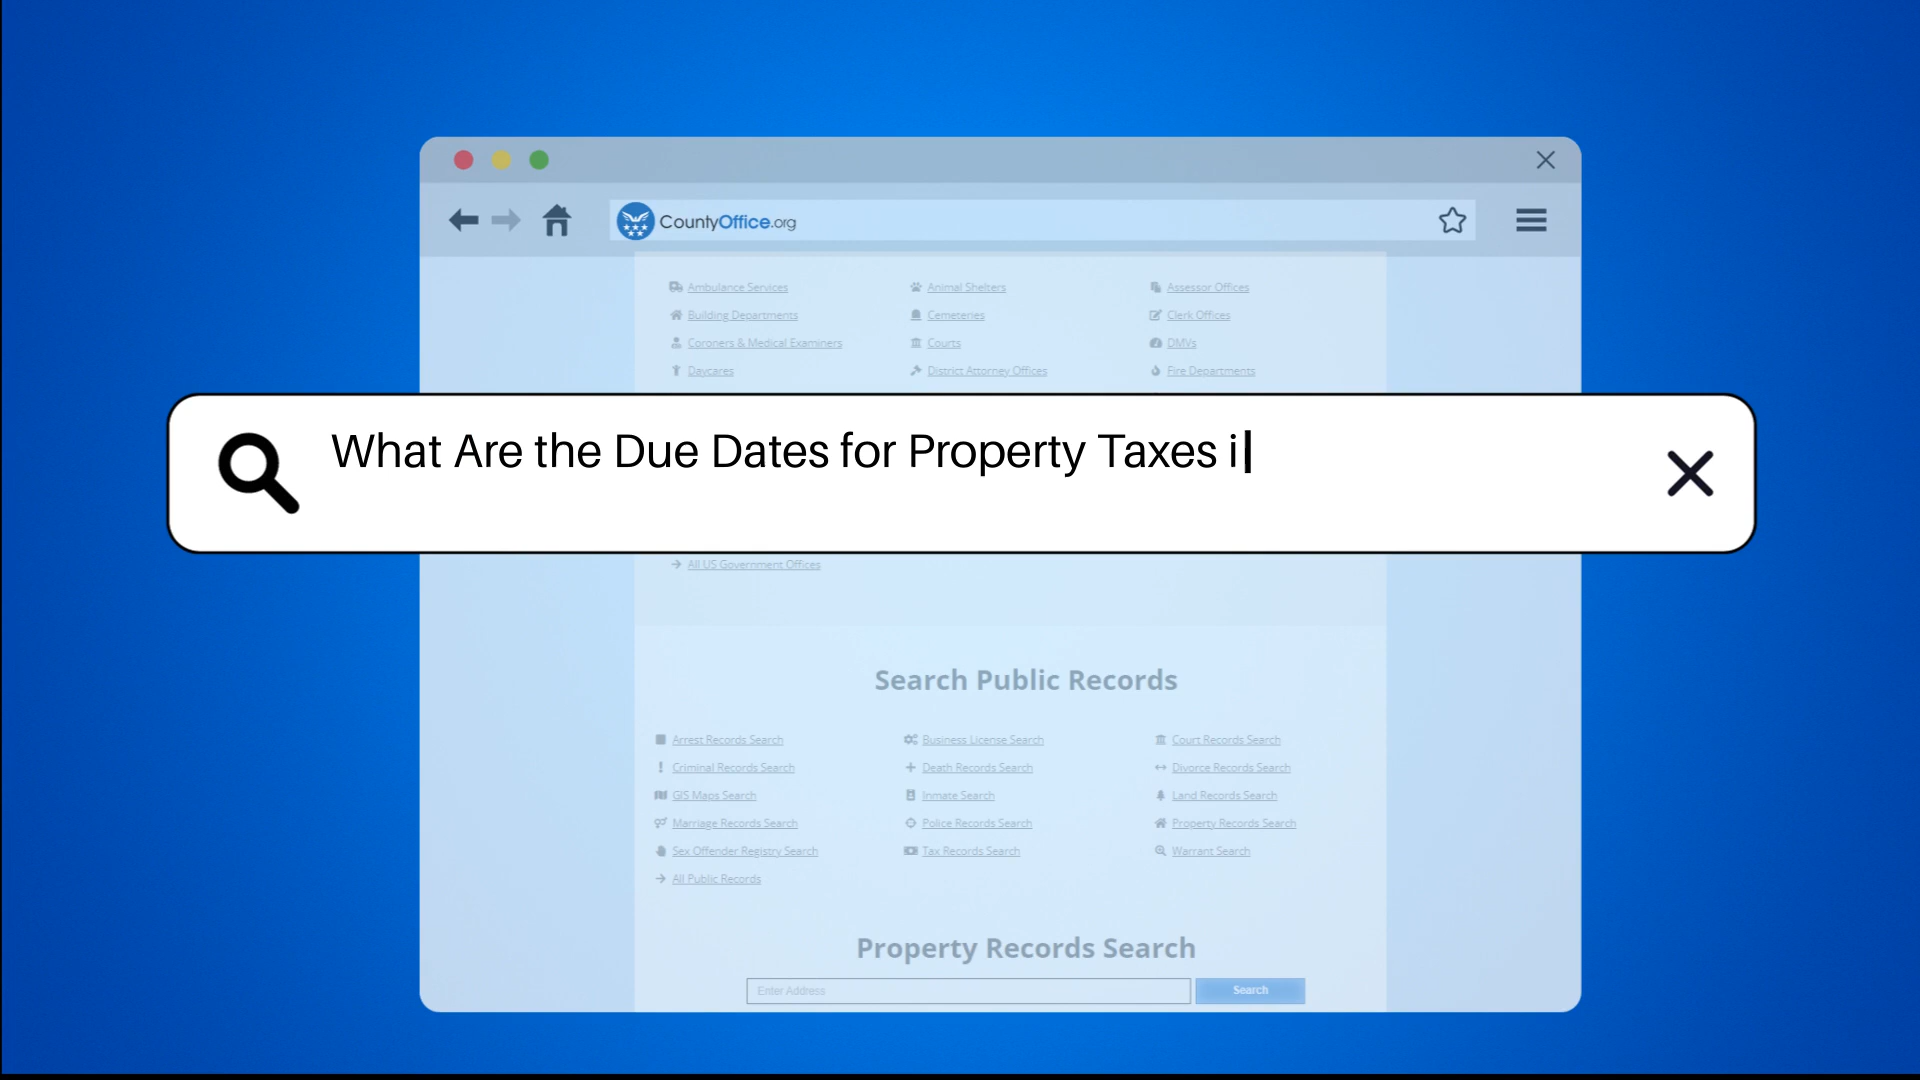 CountyOffice.org
Ambulance Services Animal Shelters Assessor Offices
Building Departments Cemeteries Clerk Offices
Coroners & Medical Examiners Courts DMVs
Daycares District Attorney Offices Fire Departments
What Are the Due Dates for Property Taxes i
All US Government Offices
Search Public Records
Arrest Records Search Business License Search Court Records Search
Criminal Records Search Death Records Search Divorce Records Search
GIS Maps Search Inmate Search Land Records Search
Marriage Records Search Police Records Search Property Records Search
Sex Offender Registry Search Tax Records Search Warrant Search
All Public Records
Property Records Search
Enter Address Search